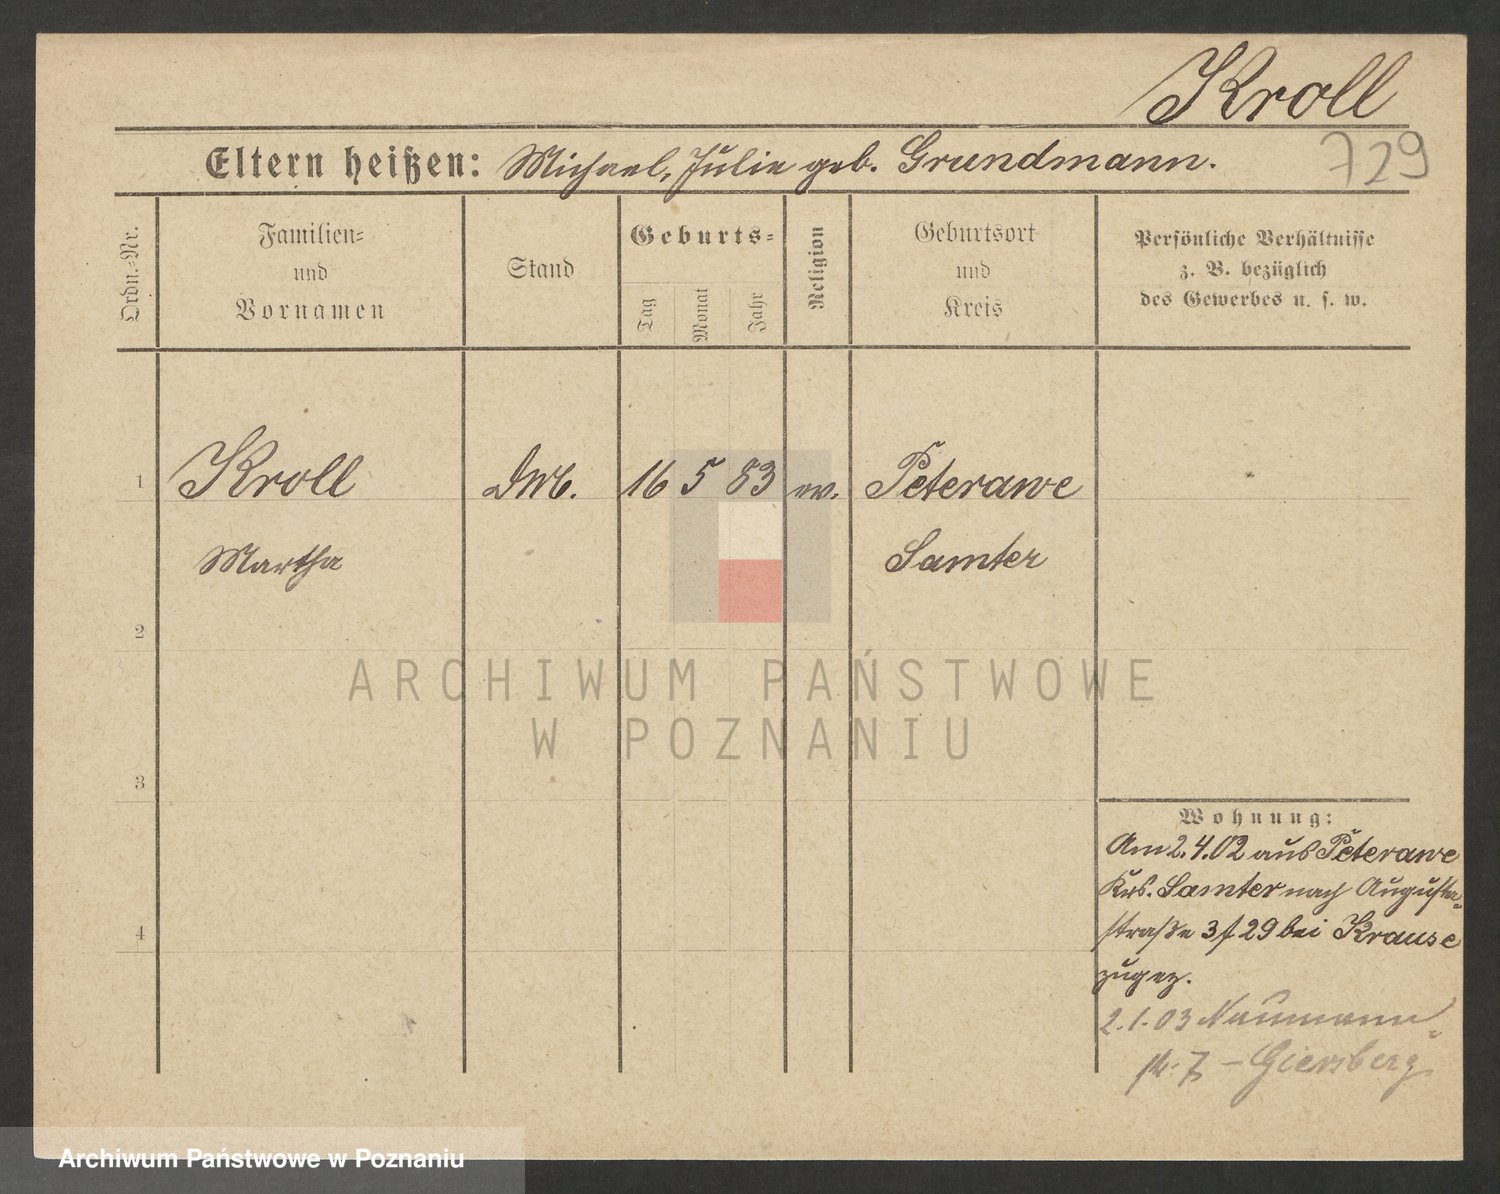 Kroll
Eltern heißen: Michael, Julie geb. Grundmann.
729
Ordn.-Nr.
Familien-
und
Vornamen
Stand
Geburts-
Tag
Monat
Jahr
Religion
Geburtsort
und
Kreis
Persönliche Verhältnisse
z. B. bezüglich
des Gewerbes u. s. w.
1
Kroll
16 5 83 ev. Peterawe
Martha
Samter
2
ARCHIWUM PAŃSTWOWE
W POZNANIU
3
Wohnung:
Am 2.4.02 aus Peterawe
Krs. Samter nach Augusta-
straße 3 f 29 bei Krause
zugez.
2.1.03 Naumann-
7 - Giersberg
4
Archiwum Państwowe w Poznaniu